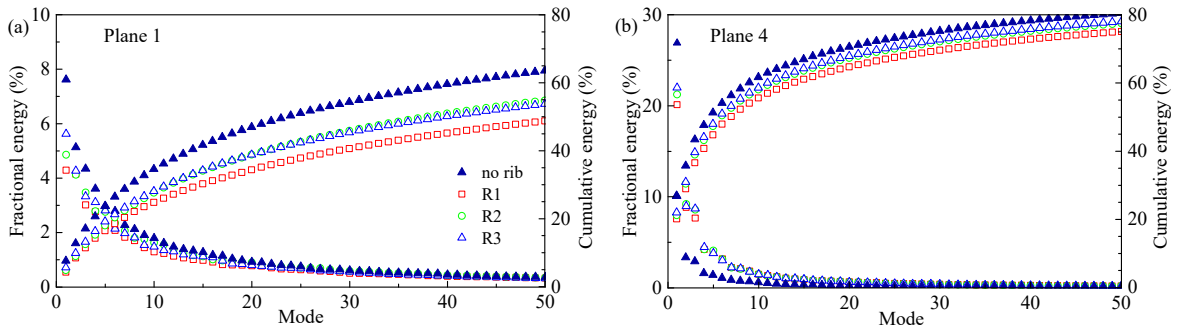 (a)
Plane 1
Fractional energy (%)
10
8
6
4
2
0
80
60
40
20
0
Cumulative energy (%)
no rib
R1
R2
R3
0 10 20 30 40 50
Mode
(b)
Plane 4
Fractional energy (%)
30
20
10
0
80
60
40
20
0
Cumulative energy (%)
0 10 20 30 40 50
Mode